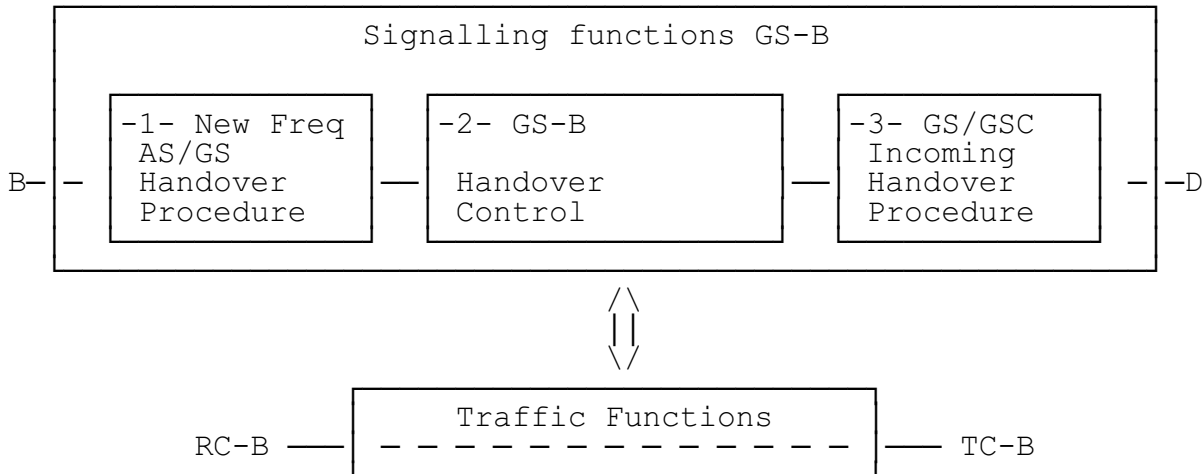 Signalling functions GS-B
-1- New Freq -2- GS-B -3- GS/GSC
AS/GS Incoming
B Handover Handover Handover D
Procedure Control Procedure
Traffic Functions
RC-B TC-B